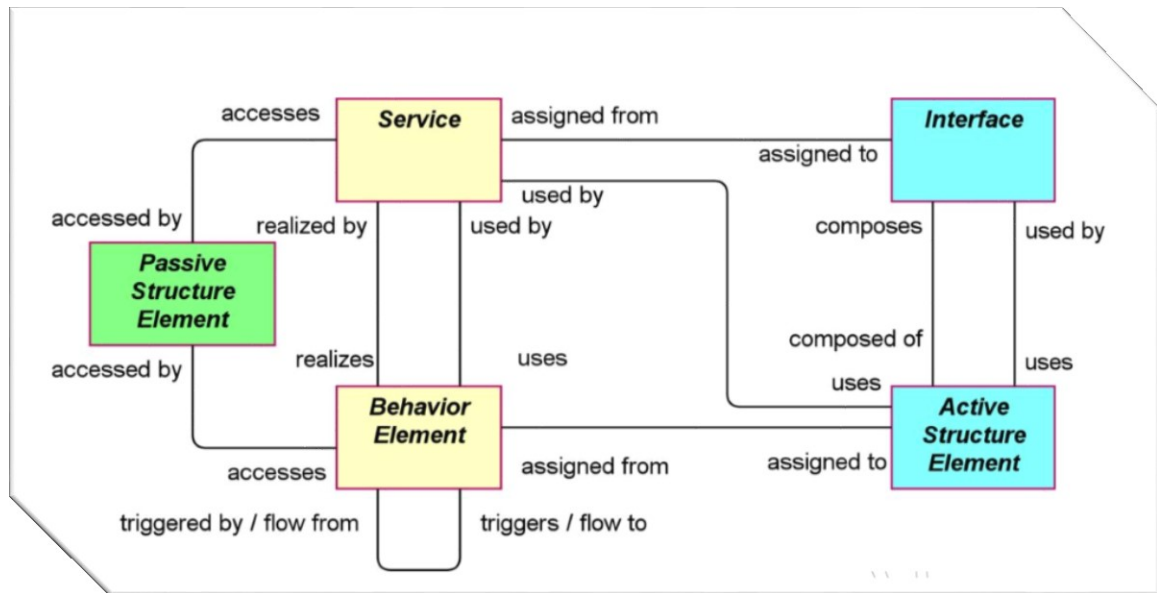 accesses
Service
assigned from
Interface
assigned to
used by
accessed by
realized by
used by
composes
used by
Passive
Structure
Element
composed of
accessed by
realizes
uses
uses
uses
Behavior
Element
Active
Structure
Element
accesses
assigned from
assigned to
triggered by / flow from
triggers / flow to